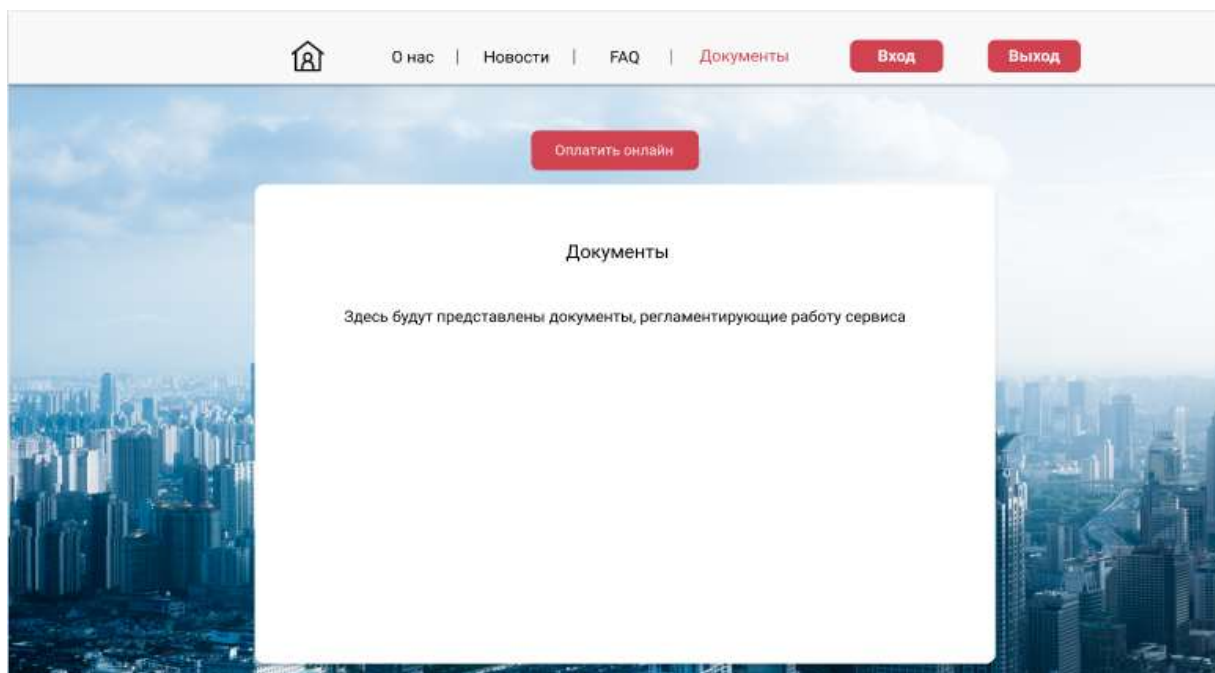 О нас | Новости | FAQ | Документы Вход Выход
Оплатить онлайн
Документы
Здесь будут представлены документы, регламентирующие работу сервиса